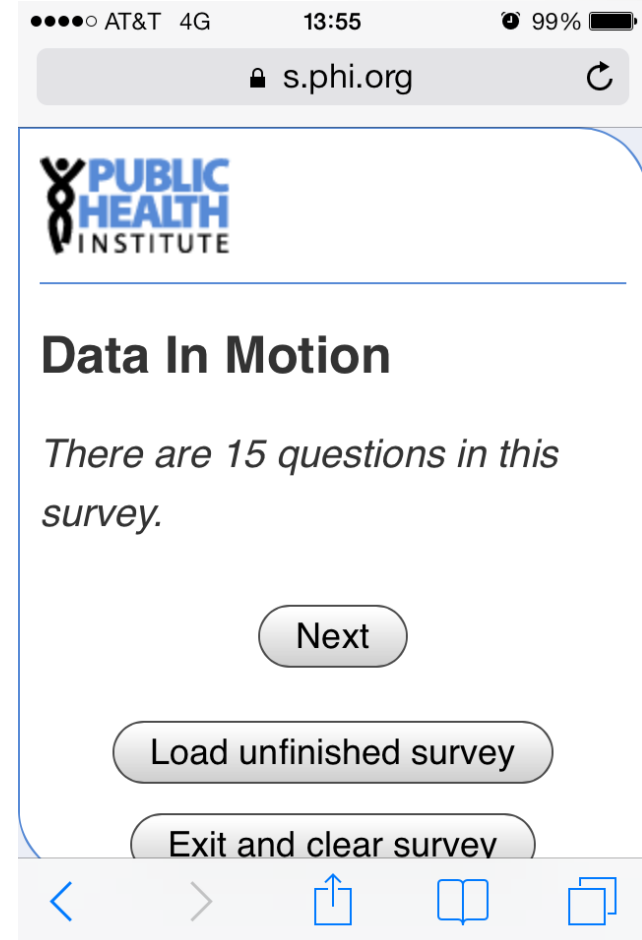 AT&T 4G 13:55 99%
s.phi.org
PUBLIC
HEALTH
INSTITUTE
Data In Motion
There are 15 questions in this
survey.
Next
Load unfinished survey
Exit and clear survey